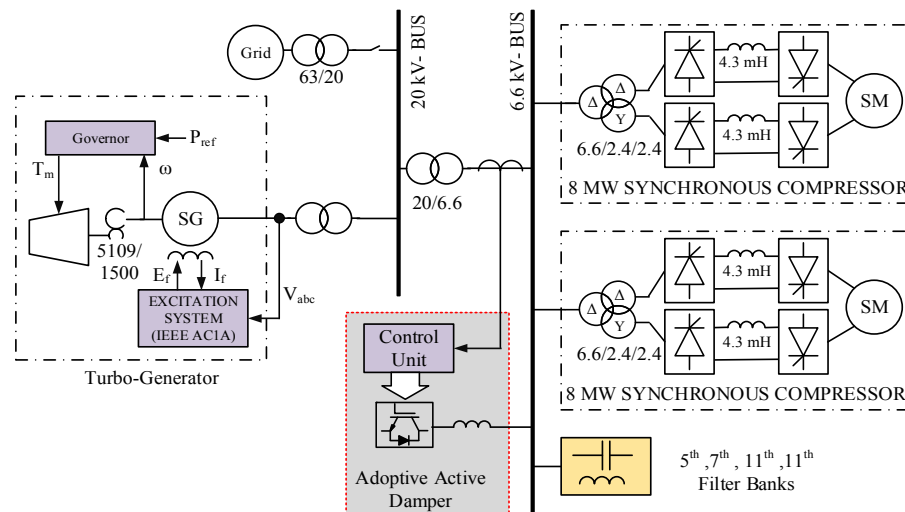 Grid
63/20
20 kV- BUS
6.6 kV- BUS
Governor
P_ref
T_m
ω
SG
5109/
1500
E_f
I_f
V_abc
EXCITATION
SYSTEM
(IEEE AC1A)
Turbo-Generator
20/6.6
Control
Unit
Adoptive Active
Damper
Δ
Δ
Y
6.6/2.4/2.4
4.3 mH
4.3 mH
SM
8 MW SYNCHRONOUS COMPRESSOR
Δ
Δ
Y
6.6/2.4/2.4
4.3 mH
4.3 mH
SM
8 MW SYNCHRONOUS COMPRESSOR
5th ,7th , 11th ,11th
Filter Banks